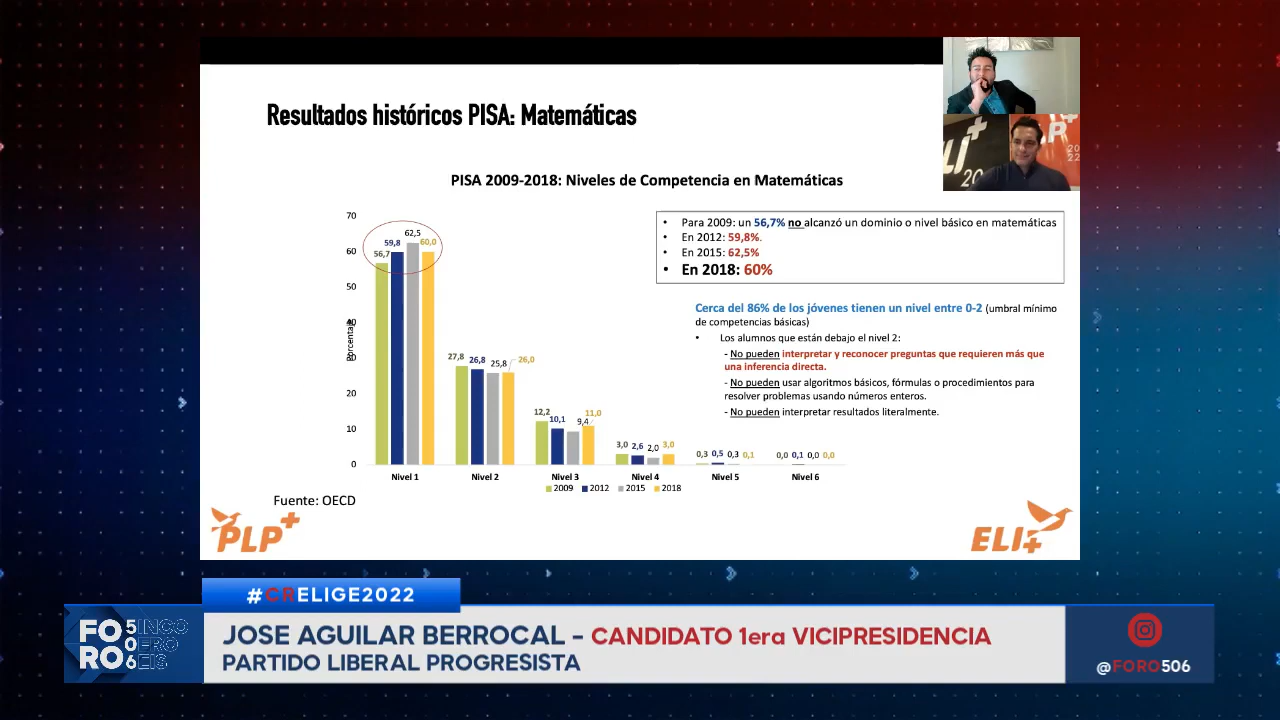 Resultados históricos PISA: Matemáticas
PISA 2009-2018: Niveles de Competencia en Matemáticas
Porcentaje
70
60
50
40
30
20
10
0
56,7
59,8
62,5
60,0
27,8
26,8
25,8
26,0
12,2
10,1
9,4
11,0
3,0
2,6
2,0
3,0
0,3
0,5
0,3
0,1
0,0
0,1
0,0
0,0
Nivel 1
Nivel 2
Nivel 3
Nivel 4
Nivel 5
Nivel 6
2009
2012
2015
2018
• Para 2009: un 56,7% no alcanzó un dominio o nivel básico en matemáticas
• En 2012: 59,8%.
• En 2015: 62,5%
• En 2018: 60%
Cerca del 86% de los jóvenes tienen un nivel entre 0-2 (umbral mínimo
de competencias básicas)
• Los alumnos que están debajo el nivel 2:
- No pueden interpretar y reconocer preguntas que requieren más que
una inferencia directa.
- No pueden usar algoritmos básicos, fórmulas o procedimientos para
resolver problemas usando números enteros.
- No pueden interpretar resultados literalmente.
Fuente: OECD
PLP+
ELI+
ELI+
20
LP+
20
22
#CRELIGE2022
FO
RO
5INCO
0ERO
6EIS
JOSE AGUILAR BERROCAL - CANDIDATO 1era VICIPRESIDENCIA
PARTIDO LIBERAL PROGRESISTA
@FORO506